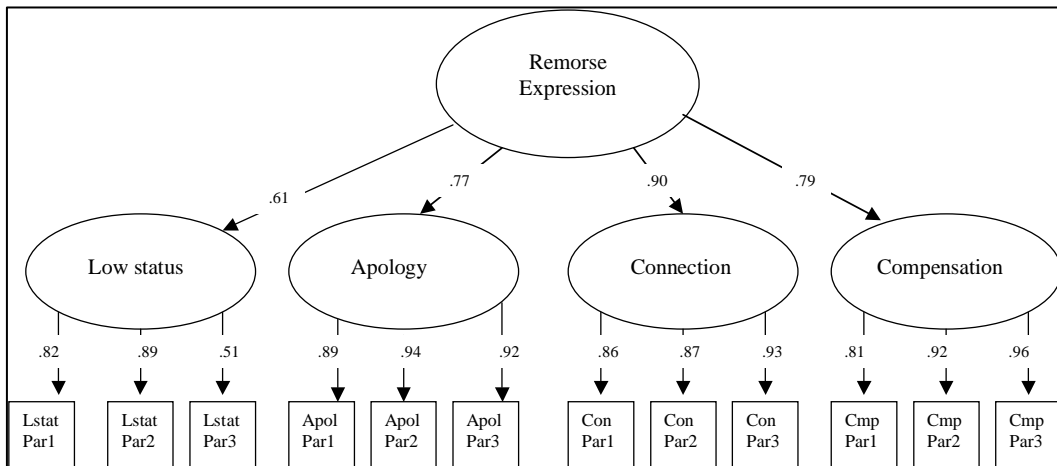 Remorse
Expression
.61
.77
.90
.79
Low status
Apology
Connection
Compensation
.82
.89
.51
.89
.94
.92
.86
.87
.93
.81
.92
.96
Lstat
Par1
Lstat
Par2
Lstat
Par3
Apol
Par1
Apol
Par2
Apol
Par3
Con
Par1
Con
Par2
Con
Par3
Cmp
Par1
Cmp
Par2
Cmp
Par3